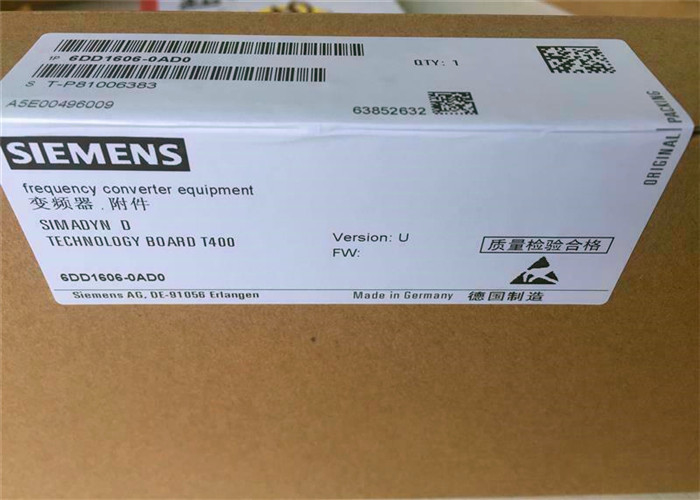 1P 6DD1606-0AD0
QTY: 1
S T-P81006383
A5E00496009
63852632
ORIGINAL PACKING
SIEMENS
frequency converter equipment
变频器 . 附件
SIMADYN D
TECHNOLOGY BOARD T400
Version: U
FW:
质量检验合格
6DD1606-0AD0
Siemens AG, DE-91056 Erlangen
Made in Germany 德国制造